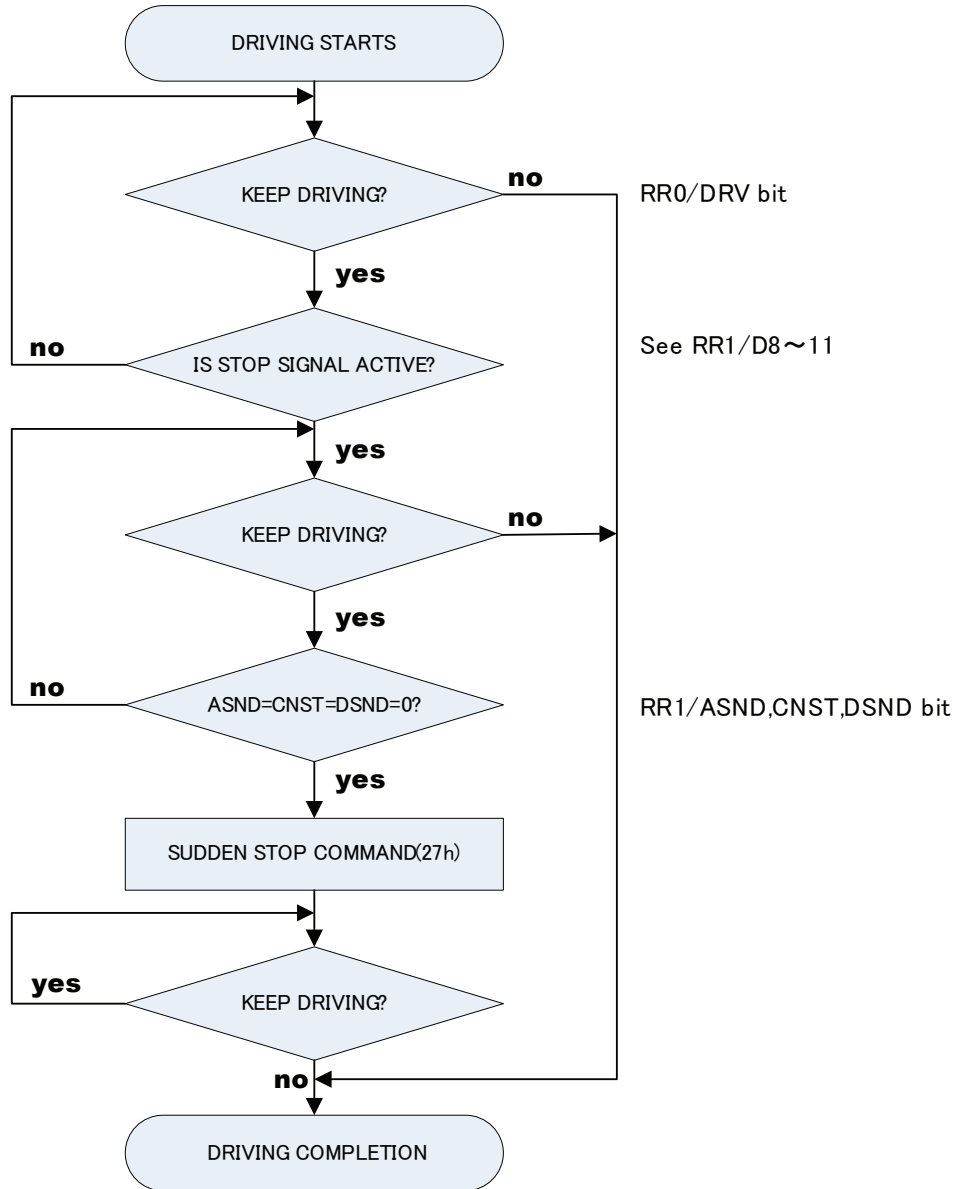 DRIVING STARTS
KEEP DRIVING?
no
RR0/DRV bit
yes
no
IS STOP SIGNAL ACTIVE?
See RR1/D8～11
yes
KEEP DRIVING?
no
yes
no
ASND=CNST=DSND=0?
RR1/ASND,CNST,DSND bit
yes
SUDDEN STOP COMMAND(27h)
yes
KEEP DRIVING?
no
DRIVING COMPLETION